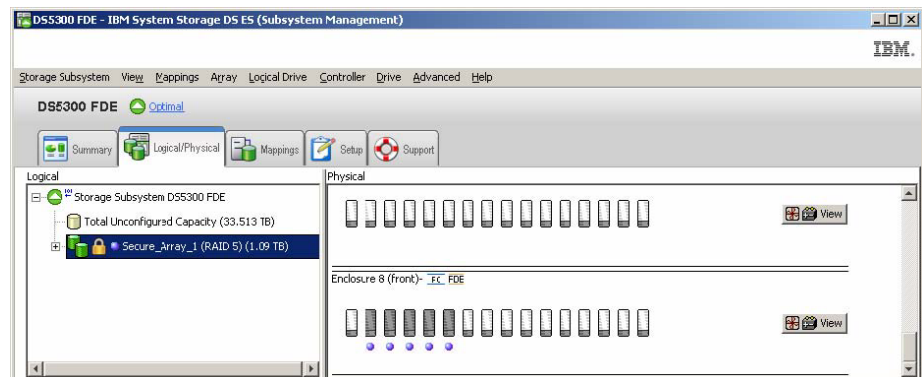 DS5300 FDE - IBM System Storage DS ES (Subsystem Management)
IBM.
Storage Subsystem View Mappings Array Logical Drive Controller Drive Advanced Help
DS5300 FDE Optimal
Summary Logical/Physical Mappings Setup Support
Logical
Storage Subsystem DS5300 FDE
Total Unconfigured Capacity (33.513 TB)
Secure_Array_1 (RAID 5) (1.09 TB)
Physical
View
Enclosure 8 (front)- FC FDE
View